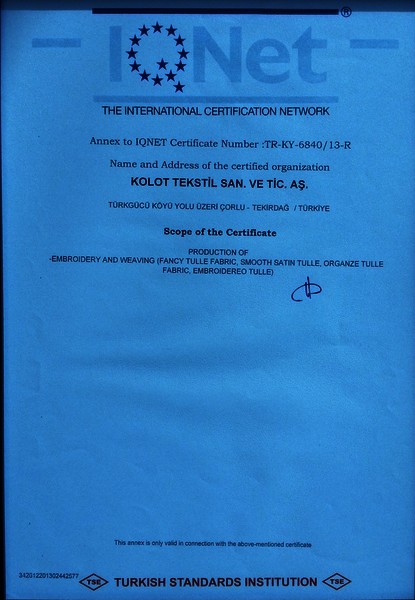 IQNet ®
THE INTERNATIONAL CERTIFICATION NETWORK
Annex to IQNET Certificate Number :TR-KY-6840/13-R
Name and Address of the certified organization
KOLOT TEKSTİL SAN. VE TİC. AŞ.
TÜRKGÜCÜ KÖYÜ YOLU ÜZERİ ÇORLU - TEKİRDAĞ / TÜRKİYE
Scope of the Certificate
PRODUCTION OF
-EMBROIDERY AND WEAVING (FANCY TULLE FABRIC, SMOOTH SATIN TULLE, ORGANZE TULLE
FABRIC, EMBROIDEREO TULLE)
This annex is only valid in connection with the above-mentioned certificate
342012201302442577
TSE TURKISH STANDARDS INSTITUTION TSE